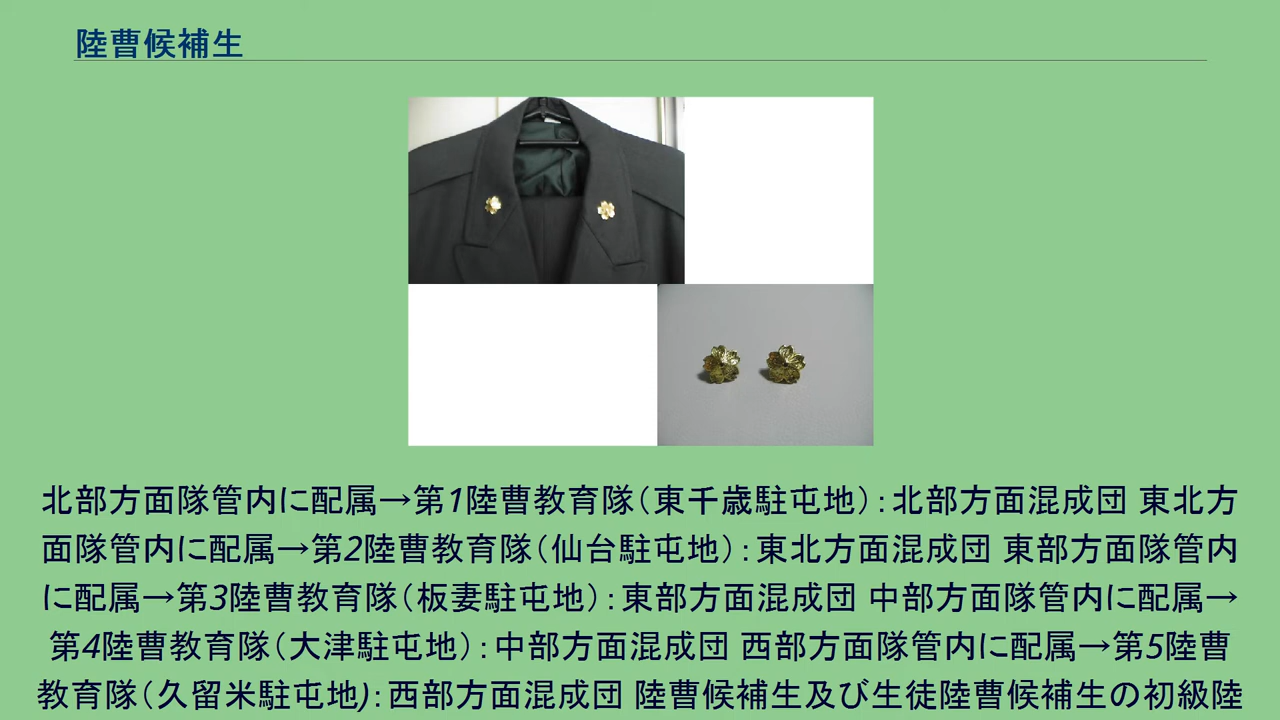 陸曹候補生
北部方面隊管内に配属→第1陸曹教育隊（東千歳駐屯地）：北部方面混成団 東北方
面隊管内に配属→第2陸曹教育隊（仙台駐屯地）：東北方面混成団 東部方面隊管内
に配属→第3陸曹教育隊（板妻駐屯地）：東部方面混成団 中部方面隊管内に配属→
第4陸曹教育隊（大津駐屯地）：中部方面混成団 西部方面隊管内に配属→第5陸曹
教育隊（久留米駐屯地)：西部方面混成団 陸曹候補生及び生徒陸曹候補生の初級陸